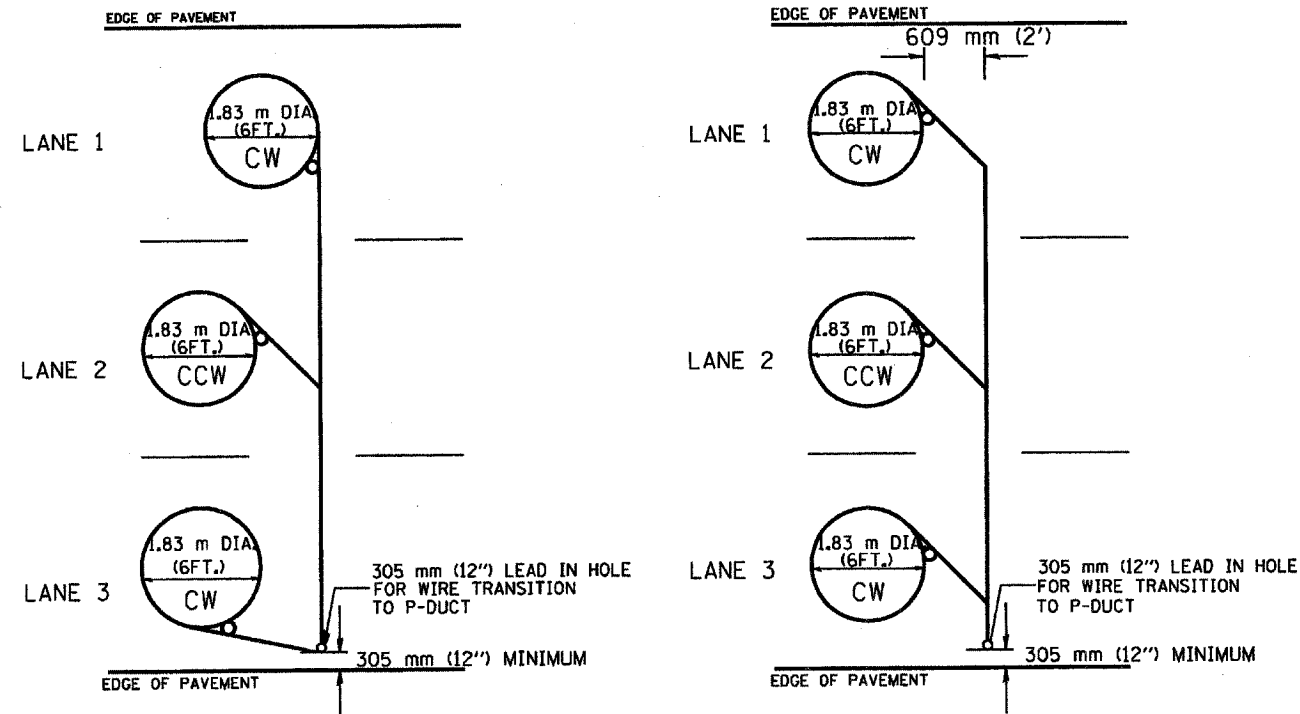 EDGE OF PAVEMENT
LANE 1
1.83 m DIA.
(6FT.)
CW
LANE 2
1.83 m DIA.
(6FT.)
CCW
LANE 3
1.83 m DIA.
(6FT.)
CW
305 mm (12") LEAD IN HOLE
FOR WIRE TRANSITION
TO P-DUCT
305 mm (12") MINIMUM
EDGE OF PAVEMENT
EDGE OF PAVEMENT
609 mm (2')
LANE 1
1.83 m DIA.
(6FT.)
CW
LANE 2
1.83 m DIA.
(6FT.)
CCW
LANE 3
1.83 m DIA.
(6FT.)
CW
305 mm (12") LEAD IN HOLE
FOR WIRE TRANSITION
TO P-DUCT
305 mm (12") MINIMUM
EDGE OF PAVEMENT